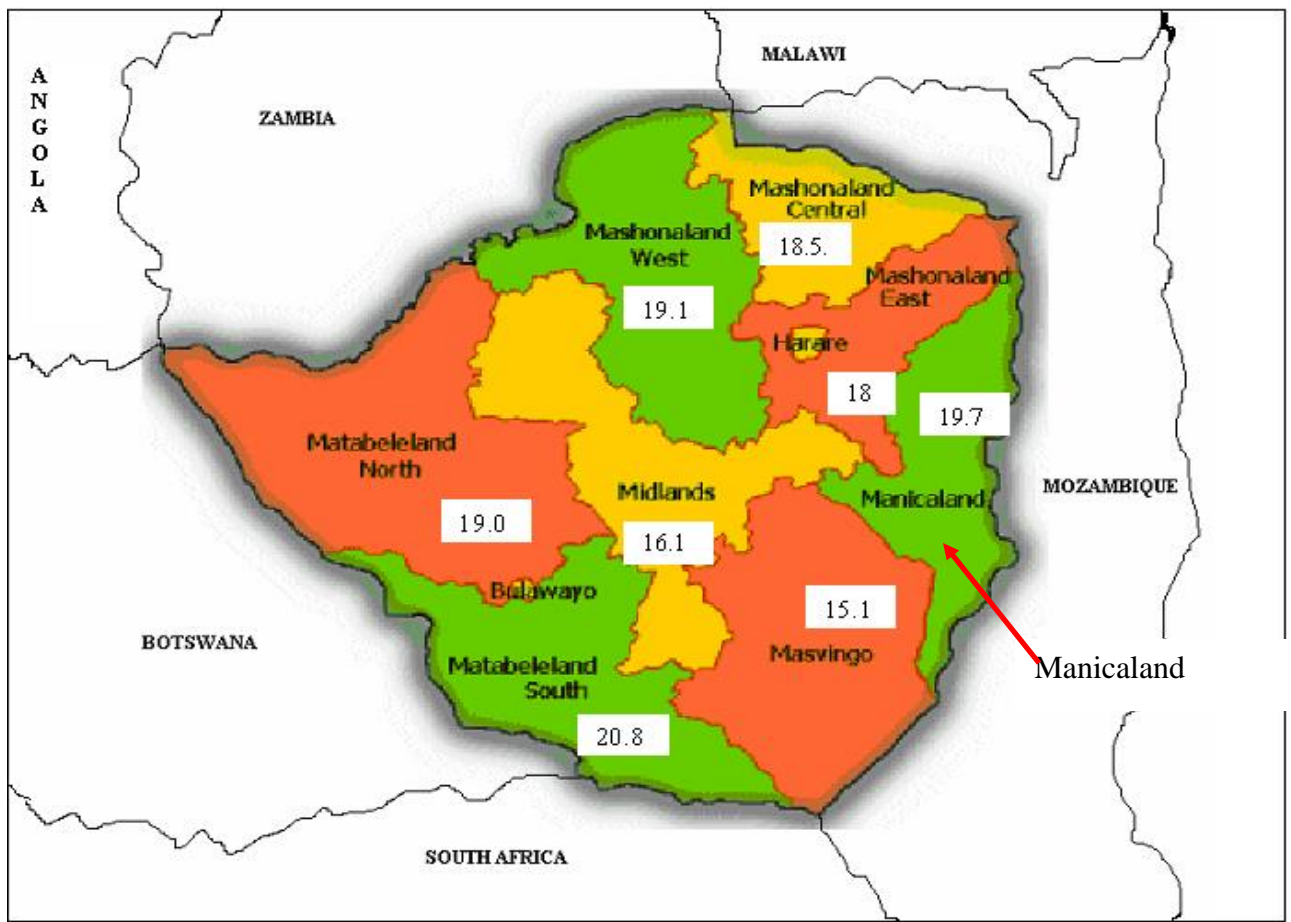 MALAWI
A
N
G
O
L
A
ZAMBIA
Mashonaland
Central
18.5.
Mashonaland
West
19.1
Mashonaland
East
Harare
18
19.7
Matabeleland
North
19.0
Midlands
16.1
Manicaland
MOZAMBIQUE
Bulawayo
15.1
Masvingo
BOTSWANA
Matabeleland
South
20.8
Manicaland
SOUTH AFRICA